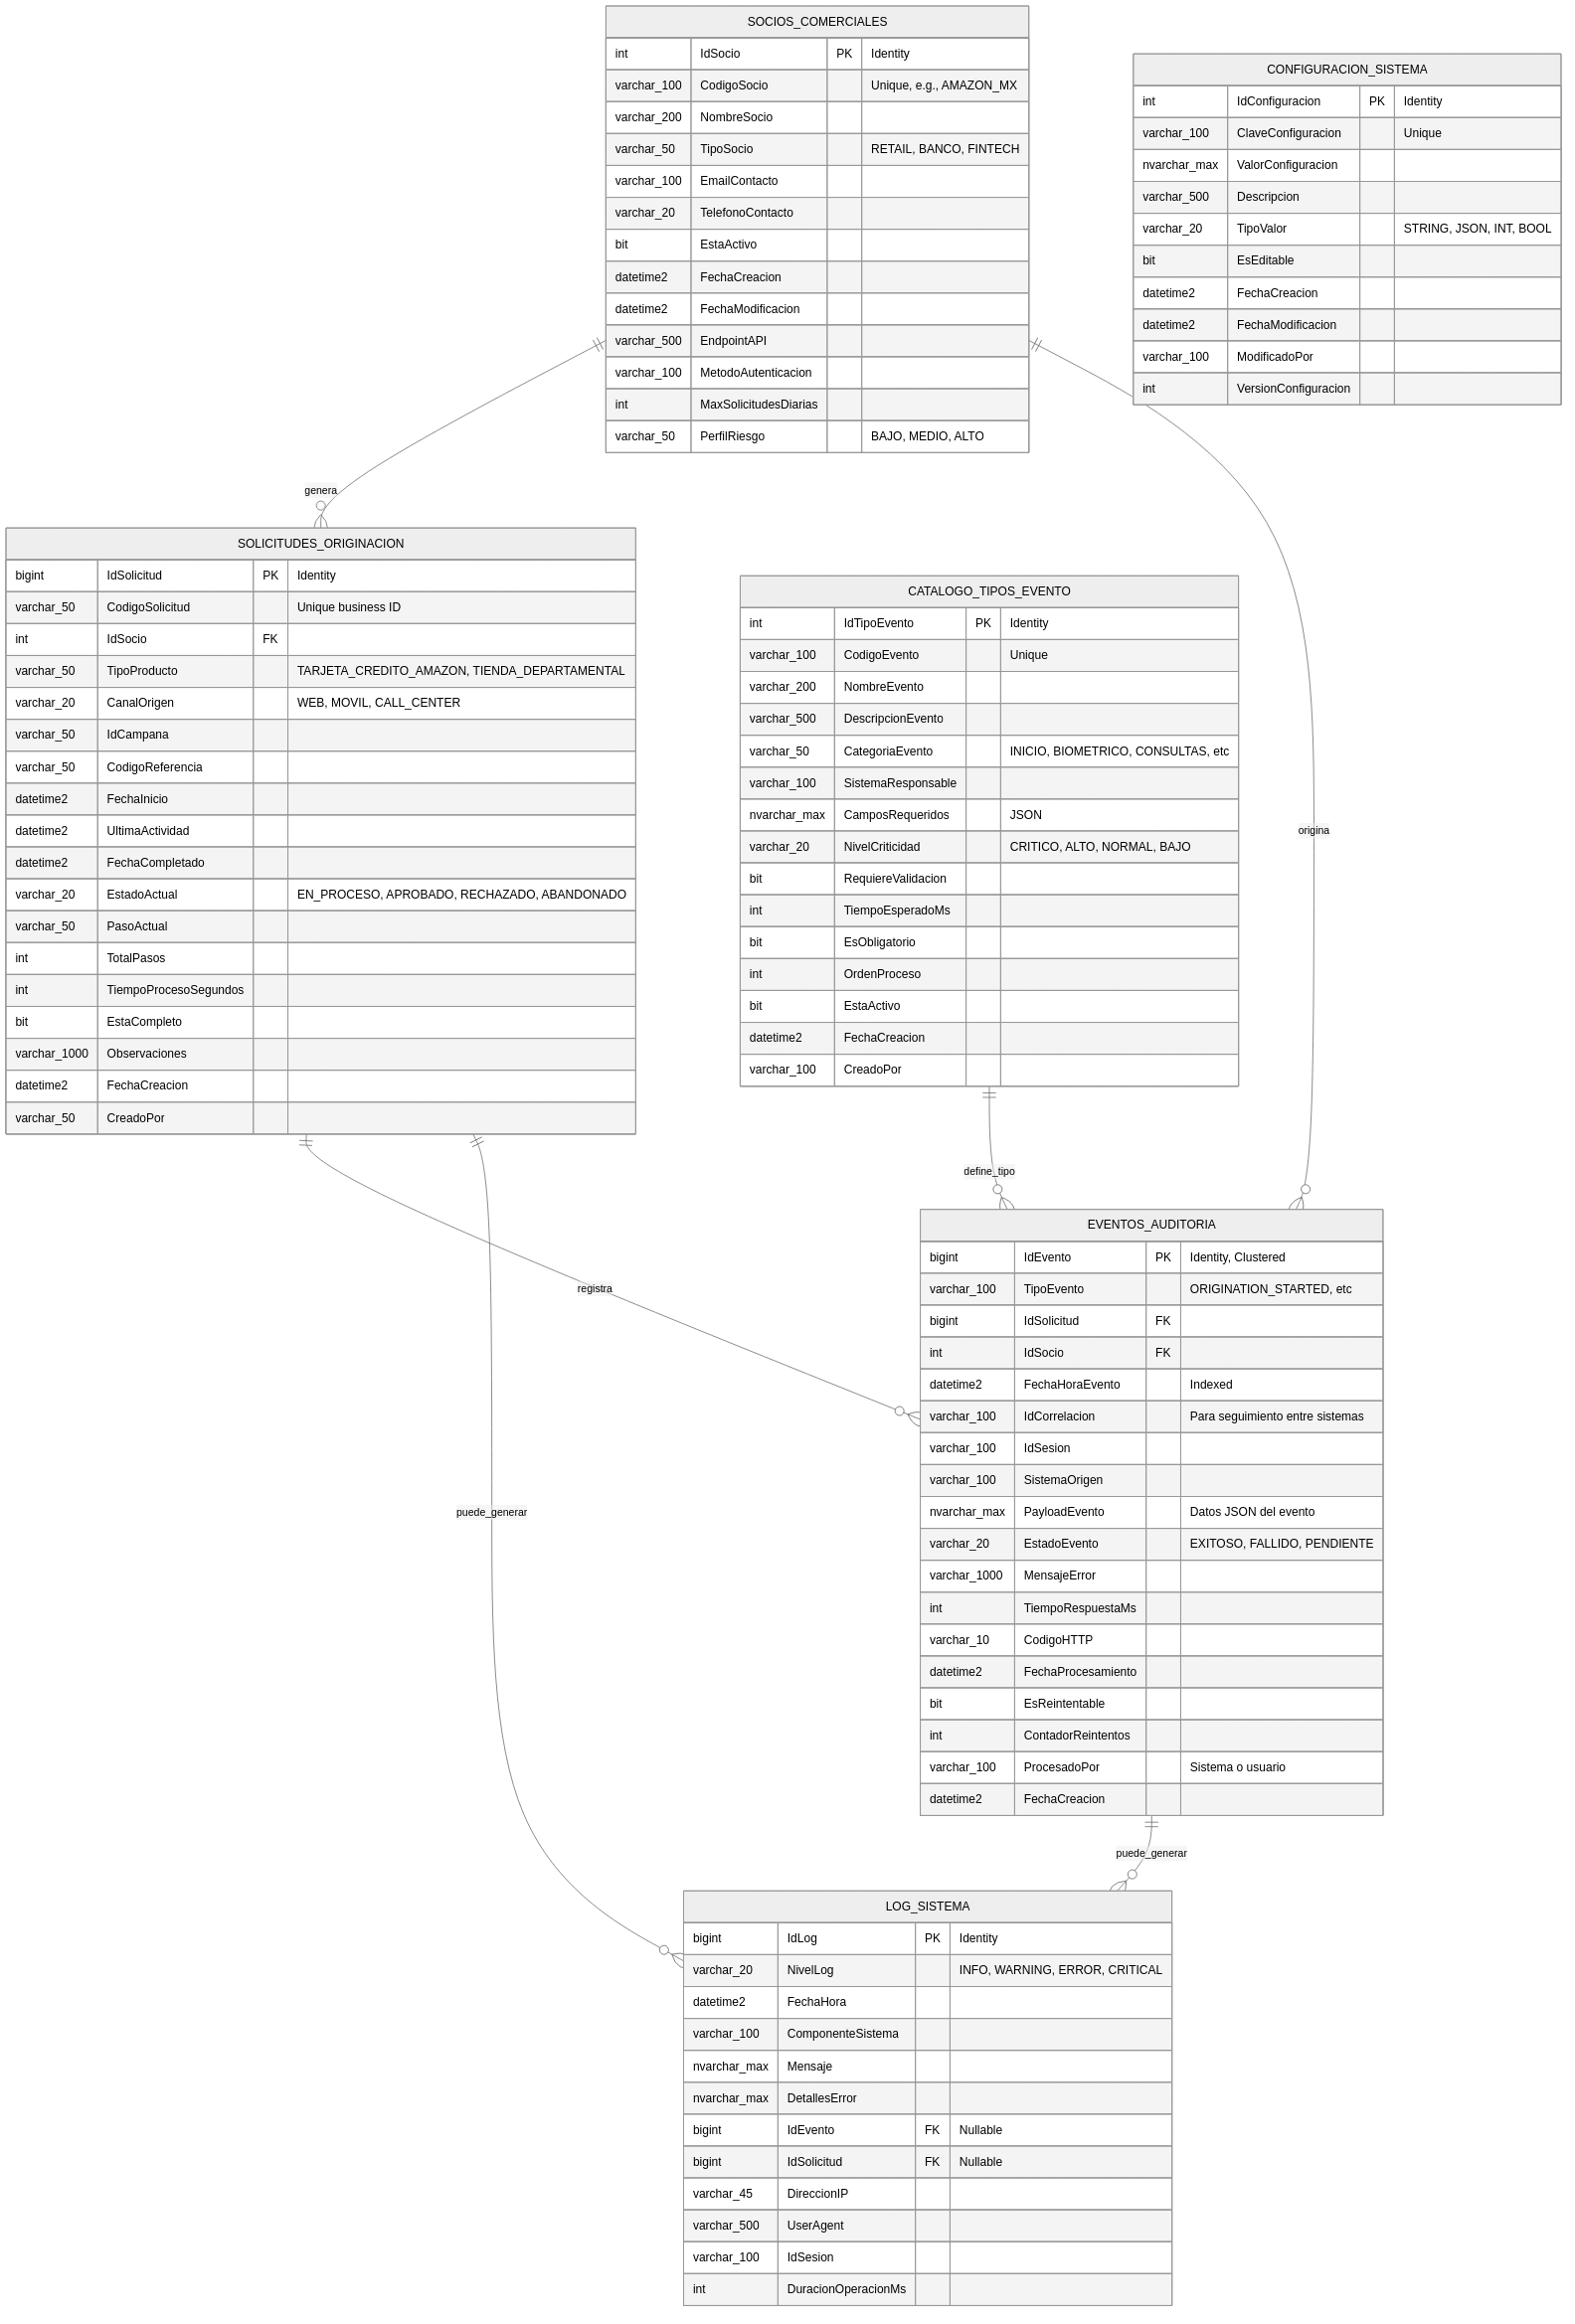 SOCIOS_COMERCIALES
int IdSocio PK Identity
varchar_100 CodigoSocio Unique, e.g., AMAZON_MX
varchar_200 NombreSocio
varchar_50 TipoSocio RETAIL, BANCO, FINTECH
varchar_100 EmailContacto
varchar_20 TelefonoContacto
bit EstaActivo
datetime2 FechaCreacion
datetime2 FechaModificacion
varchar_500 EndpointAPI
varchar_100 MetodoAutenticacion
int MaxSolicitudesDiarias
varchar_50 PerfilRiesgo BAJO, MEDIO, ALTO
CONFIGURACION_SISTEMA
int IdConfiguracion PK Identity
varchar_100 ClaveConfiguracion Unique
nvarchar_max ValorConfiguracion
varchar_500 Descripcion
varchar_20 TipoValor STRING, JSON, INT, BOOL
bit EsEditable
datetime2 FechaCreacion
datetime2 FechaModificacion
varchar_100 ModificadoPor
int VersionConfiguracion
genera
SOLICITUDES_ORIGINACION
bigint IdSolicitud PK Identity
varchar_50 CodigoSolicitud Unique business ID
int IdSocio FK
varchar_50 TipoProducto TARJETA_CREDITO_AMAZON, TIENDA_DEPARTAMENTAL
varchar_20 CanalOrigen WEB, MOVIL, CALL_CENTER
varchar_50 IdCampana
varchar_50 CodigoReferencia
datetime2 FechaInicio
datetime2 UltimaActividad
datetime2 FechaCompletado
varchar_20 EstadoActual EN_PROCESO, APROBADO, RECHAZADO, ABANDONADO
varchar_50 PasoActual
int TotalPasos
int TiempoProcesoSegundos
bit EstaCompleto
varchar_1000 Observaciones
datetime2 FechaCreacion
varchar_50 CreadoPor
CATALOGO_TIPOS_EVENTO
int IdTipoEvento PK Identity
varchar_100 CodigoEvento Unique
varchar_200 NombreEvento
varchar_500 DescripcionEvento
varchar_50 CategoriaEvento INICIO, BIOMETRICO, CONSULTAS, etc
varchar_100 SistemaResponsable
nvarchar_max CamposRequeridos JSON
varchar_20 NivelCriticidad CRITICO, ALTO, NORMAL, BAJO
bit RequiereValidacion
int TiempoEsperadoMs
bit EsObligatorio
int OrdenProceso
bit EstaActivo
datetime2 FechaCreacion
varchar_100 CreadoPor
origina
define_tipo
registra
EVENTOS_AUDITORIA
bigint IdEvento PK Identity, Clustered
varchar_100 TipoEvento ORIGINATION_STARTED, etc
bigint IdSolicitud FK
int IdSocio FK
datetime2 FechaHoraEvento Indexed
varchar_100 IdCorrelacion Para seguimiento entre sistemas
varchar_100 IdSesion
varchar_100 SistemaOrigen
nvarchar_max PayloadEvento Datos JSON del evento
varchar_20 EstadoEvento EXITOSO, FALLIDO, PENDIENTE
varchar_1000 MensajeError
int TiempoRespuestaMs
varchar_10 CodigoHTTP
datetime2 FechaProcesamiento
bit EsReintentable
int ContadorReintentos
varchar_100 ProcesadoPor Sistema o usuario
datetime2 FechaCreacion
puede_generar
puede_generar
LOG_SISTEMA
bigint IdLog PK Identity
varchar_20 NivelLog INFO, WARNING, ERROR, CRITICAL
datetime2 FechaHora
varchar_100 ComponenteSistema
nvarchar_max Mensaje
nvarchar_max DetallesError
bigint IdEvento FK Nullable
bigint IdSolicitud FK Nullable
varchar_45 DireccionIP
varchar_500 UserAgent
varchar_100 IdSesion
int DuracionOperacionMs